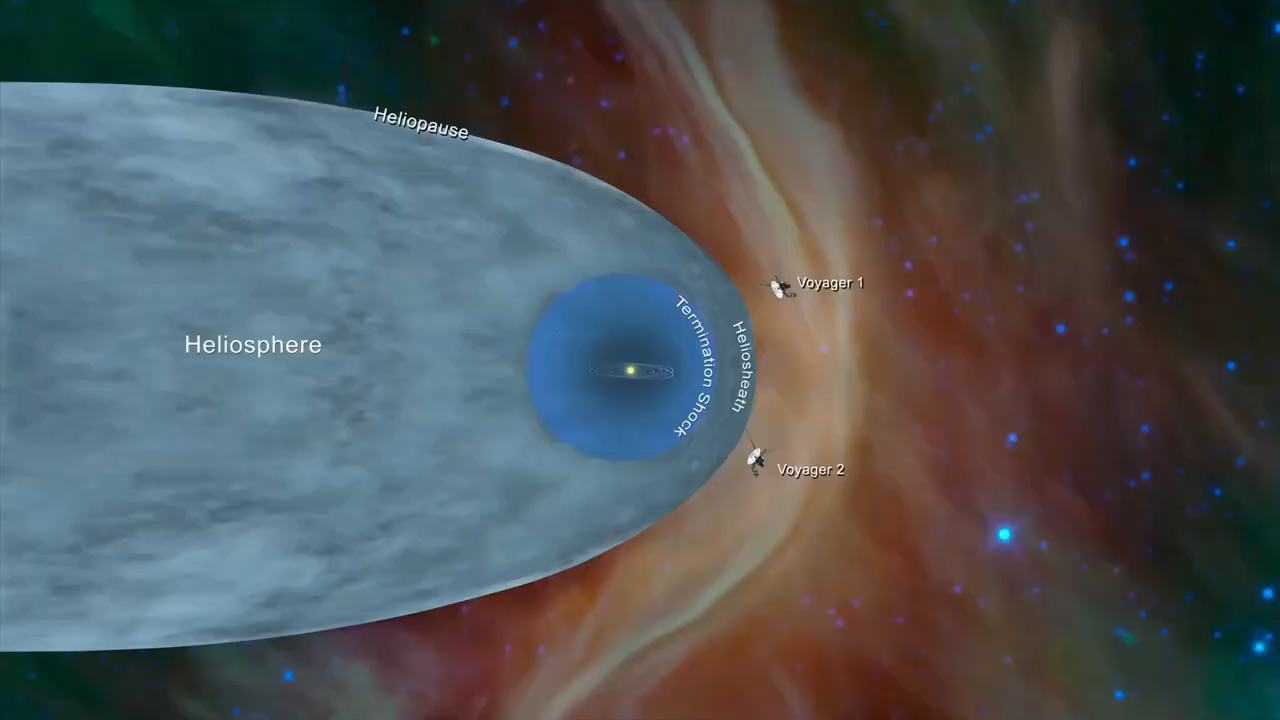 Heliopause
Voyager 1
Heliosphere
Termination Shock
Heliosheath
Voyager 2